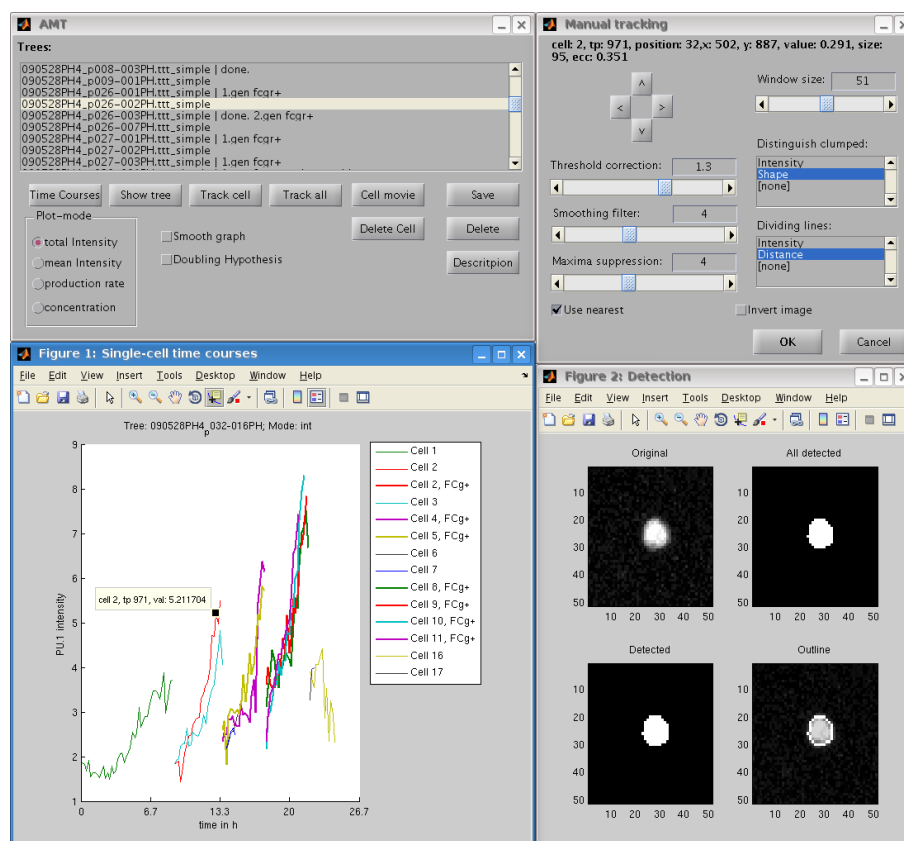 AMT
Trees:
090528PH4_p008-003PH.ttt_simple | done.
090528PH4_p009-001PH.ttt_simple
090528PH4_p026-001PH.ttt_simple | 1.gen fcgr+
090528PH4_p026-002PH.ttt_simple
090528PH4_p026-003PH.ttt_simple | done. 2.gen fcgr+
090528PH4_p026-007PH.ttt_simple
090528PH4_p027-001PH.ttt_simple | 1.gen fcgr+
090528PH4_p027-002PH.ttt_simple
090528PH4_p027-003PH.ttt_simple | 1.gen fcgr+
Time Courses
Show tree
Track cell
Track all
Cell movie
Save
Plot-mode
total Intensity
mean Intensity
production rate
concentration
Smooth graph
Doubling Hypothesis
Delete Cell
Delete
Descritpion
Manual tracking
cell: 2, tp: 971, position: 32,x: 502, y: 887, value: 0.291, size:
95, ecc: 0.351
^
<
>
v
Window size:
51
Threshold correction:
1.3
Smoothing filter:
4
Maxima suppression:
4
Distinguish clumped:
Intensity
Shape
[none]
Dividing lines:
Intensity
Distance
[none]
Use nearest
Invert image
OK
Cancel
Figure 1: Single-cell time courses
File Edit View Insert Tools Desktop Window Help
Tree: 090528PH4_p032-016PH; Mode: int
PU.1 intensity
9
8
7
6
5
4
3
2
1
cell 2, tp 971, val: 5.211704
0 6.7 13.3 20 26.7
time in h
Cell 1
Cell 2
Cell 2, FCg+
Cell 3
Cell 4, FCg+
Cell 5, FCg+
Cell 6
Cell 7
Cell 8, FCg+
Cell 9, FCg+
Cell 10, FCg+
Cell 11, FCg+
Cell 16
Cell 17
Figure 2: Detection
File Edit View Insert Tools Desktop Window Help
Original
10
20
30
40
50
10 20 30 40 50
All detected
10
20
30
40
50
10 20 30 40 50
Detected
10
20
30
40
50
10 20 30 40 50
Outline
10
20
30
40
50
10 20 30 40 50